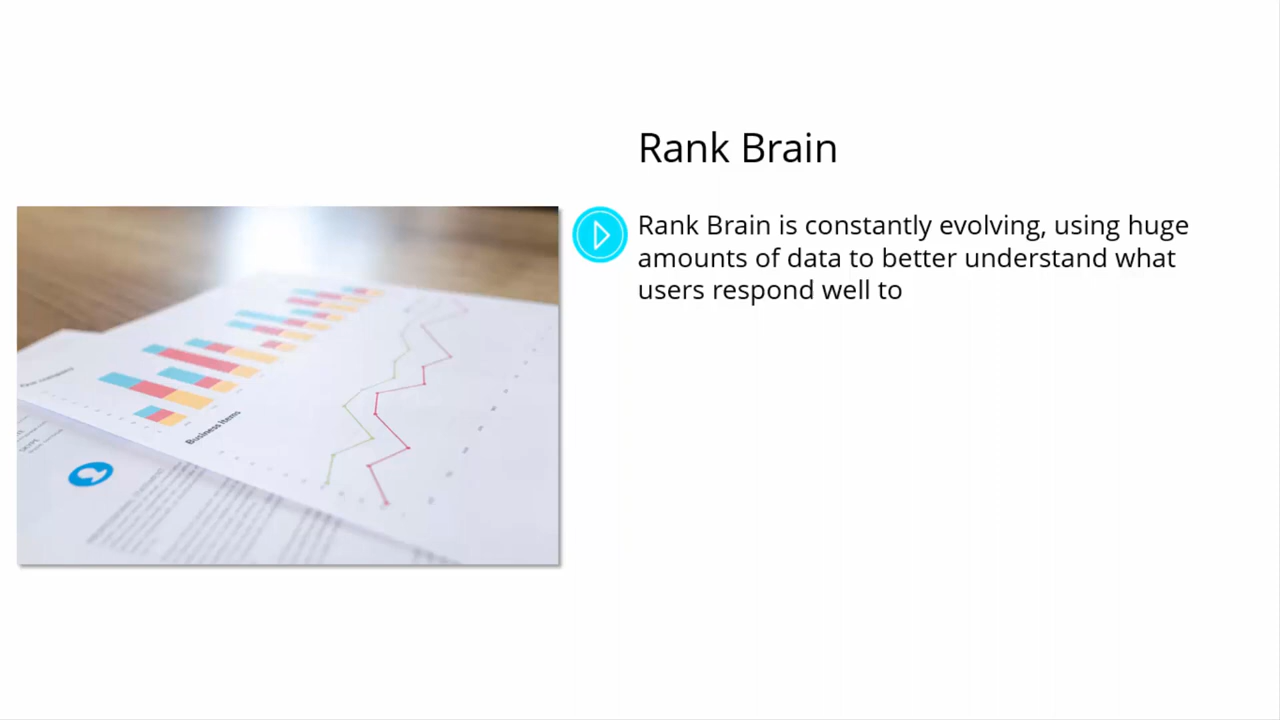 Rank Brain
Rank Brain is constantly evolving, using huge
amounts of data to better understand what
users respond well to
Business Items